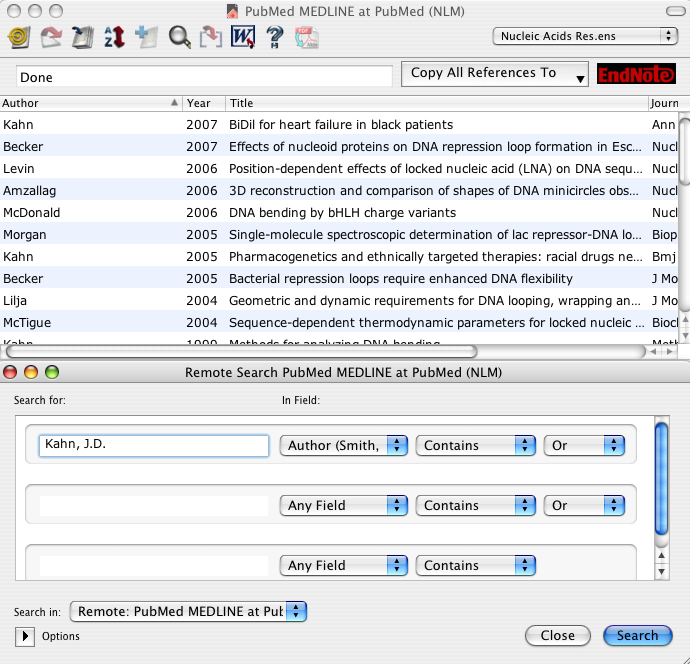 PubMed MEDLINE at PubMed (NLM)
Nucleic Acids Res.ens
Done
Copy All References To
EndNote
Author Year Title Journ
Kahn 2007 BiDil for heart failure in black patients Ann
Becker 2007 Effects of nucleoid proteins on DNA repression loop formation in Esc... Nucl
Levin 2006 Position-dependent effects of locked nucleic acid (LNA) on DNA sequ... Nucl
Amzallag 2006 3D reconstruction and comparison of shapes of DNA minicircles obs... Nucl
McDonald 2006 DNA bending by bHLH charge variants Nucl
Morgan 2005 Single-molecule spectroscopic determination of lac repressor-DNA lo... Biop
Kahn 2005 Pharmacogenetics and ethnically targeted therapies: racial drugs ne... Bmj
Becker 2005 Bacterial repression loops require enhanced DNA flexibility J Mo
Lilja 2004 Geometric and dynamic requirements for DNA looping, wrapping an... J Mo
McTigue 2004 Sequence-dependent thermodynamic parameters for locked nucleic ... Bioch
Kahn 1999 Methods for analyzing DNA bending Meth
Remote Search PubMed MEDLINE at PubMed (NLM)
Search for: In Field:
Kahn, J.D. Author (Smith, Contains Or
Any Field Contains Or
Any Field Contains
Search in: Remote: PubMed MEDLINE at Pub
Options Close Search